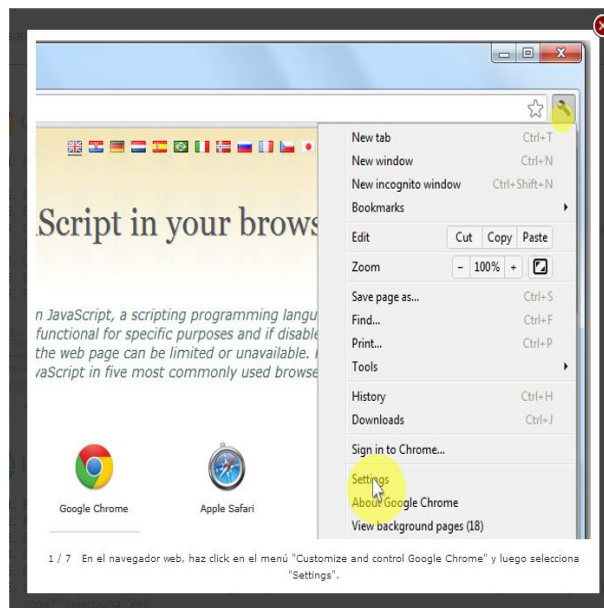 Script in your brows
n JavaScript, a scripting programming langu
functional for specific purposes and if disable
the web page can be limited or unavailable.
vaScript in five most commonly used browse
Google Chrome
Apple Safari
New tab Ctrl+T
New window Ctrl+N
New incognito window Ctrl+Shift+N
Bookmarks
Edit Cut Copy Paste
Zoom - 100% +
Save page as... Ctrl+S
Find... Ctrl+F
Print... Ctrl+P
Tools
History Ctrl+H
Downloads Ctrl+J
Sign in to Chrome...
Settings
About Google Chrome
View background pages (18)
1 / 7 En el navegador web, haz click en el menú "Customize and control Google Chrome" y luego selecciona
"Settings".
zone?" selecciona "Yes".